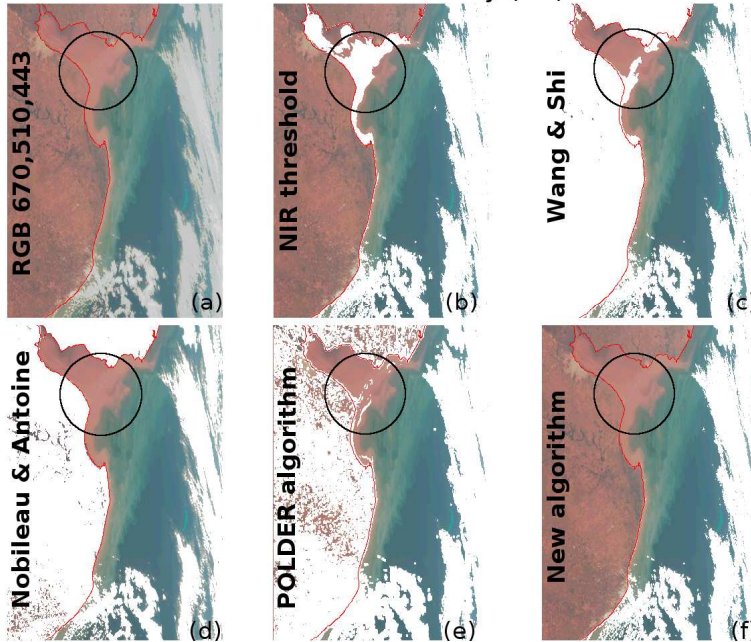 RGB 670,510,443
(a)
NIR threshold
(b)
Wang & Shi
(c
Nobileau & Antoine
(d)
POLDER algorithm
(e)
New algorithm
(f